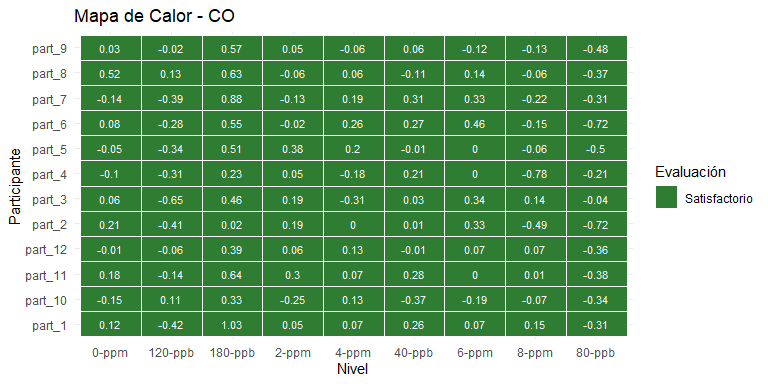 Mapa de Calor - CO
part_9 0.03 -0.02 0.57 0.05 -0.06 0.06 -0.12 -0.13 -0.48
part_8 0.52 0.13 0.63 -0.06 0.06 -0.11 0.14 -0.06 -0.37
part_7 -0.14 -0.39 0.88 -0.13 0.19 0.31 0.33 -0.22 -0.31
part_6 0.08 -0.28 0.55 -0.02 0.26 0.27 0.46 -0.15 -0.72
part_5 -0.05 -0.34 0.51 0.38 0.2 -0.01 0 -0.06 -0.5
part_4 -0.1 -0.31 0.23 0.05 -0.18 0.21 0 -0.78 -0.21
part_3 0.06 -0.65 0.46 0.19 -0.31 0.03 0.34 0.14 -0.04
part_2 0.21 -0.41 0.02 0.19 0 0.01 0.33 -0.49 -0.72
part_12 -0.01 -0.06 0.39 0.06 0.13 -0.01 0.07 0.07 -0.36
part_11 0.18 -0.14 0.64 0.3 0.07 0.28 0 0.01 -0.38
part_10 -0.15 0.11 0.33 -0.25 0.13 -0.37 -0.19 -0.07 -0.34
part_1 0.12 -0.42 1.03 0.05 0.07 0.26 0.07 0.15 -0.31
0-ppm 120-ppb 180-ppb 2-ppm 4-ppm 40-ppb 6-ppm 8-ppm 80-ppb
Nivel
Participante
Evaluación
Satisfactorio